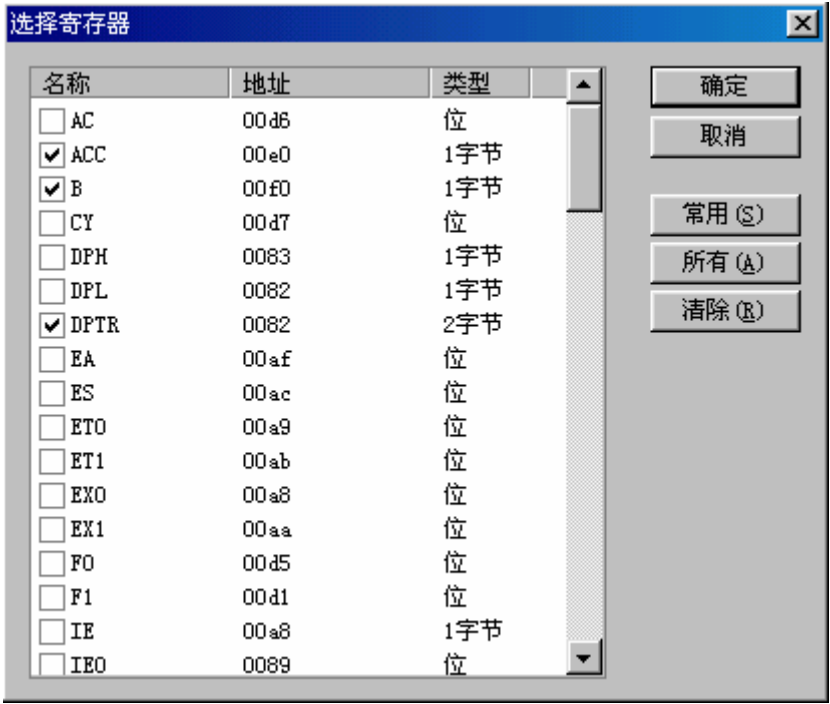 选择寄存器
名称 地址 类型
AC 00d6 位
ACC 00e0 1字节
B 00f0 1字节
CY 00d7 位
DPH 0083 1字节
DPL 0082 1字节
DPTR 0082 2字节
EA 00af 位
ES 00ac 位
ET0 00a9 位
ET1 00ab 位
EX0 00a8 位
EX1 00aa 位
F0 00d5 位
F1 00d1 位
IE 00a8 1字节
IE0 0089 位
确定
取消
常用(S)
所有(A)
清除(R)